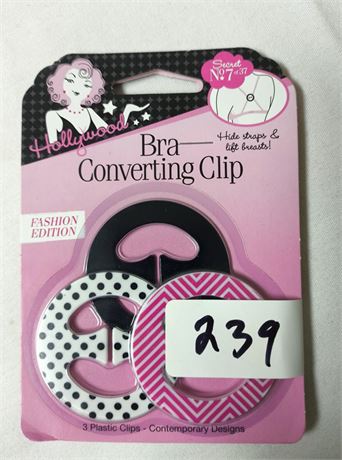 Hollywood
Secret
No. 7 of 37
Hide straps &
lift breasts!
Bra
Converting Clip
FASHION
EDITION
239
3 Plastic Clips - Contemporary Designs